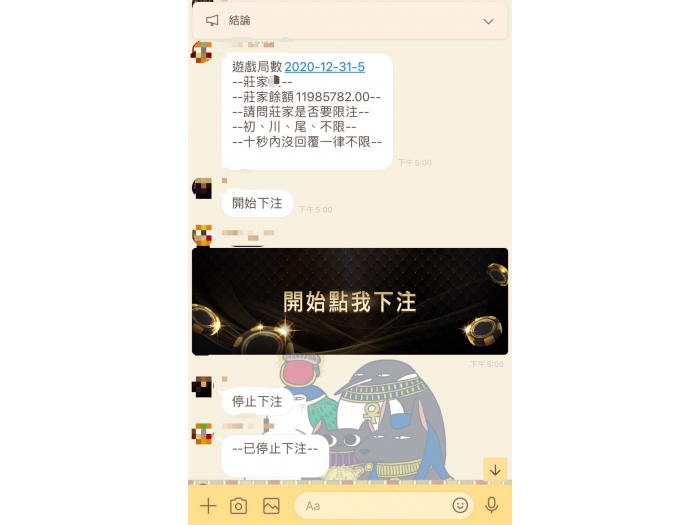 結論
遊戲局數 2020-12-31-5
--莊家
--
--莊家餘額 11985782.00--
--請問莊家是否要限注--
--初、川、尾、不限--
--十秒內沒回覆一律不限--
下午5:00
開始下注
下午5:00
開始點我下注
下午5:00
停止下注
--已停止下注--
Aa